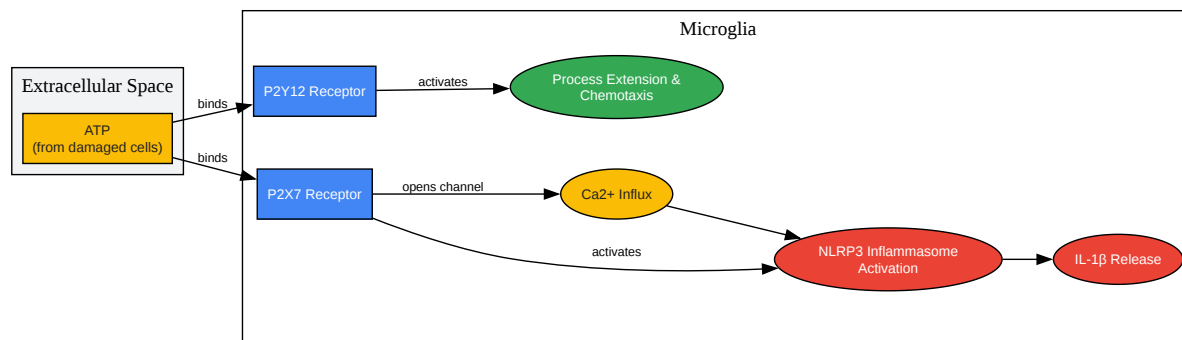 Microglia
Extracellular Space
ATP
(from damaged cells)
binds
binds
P2Y12 Receptor
activates
Process Extension &
Chemotaxis
P2X7 Receptor
opens channel
Ca2+ Influx
activates
NLRP3 Inflammasome
Activation
IL-1β Release